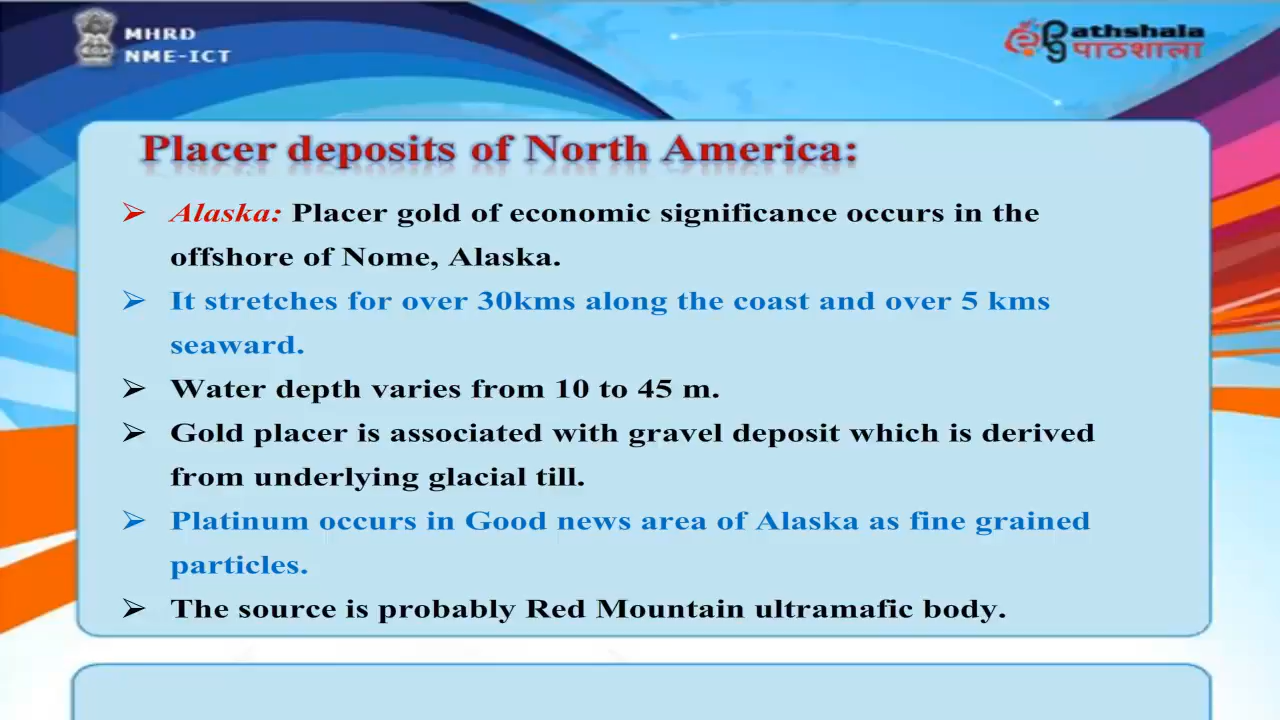 MHRD
NME-ICT
athshala
पाठशाला
Placer deposits of North America:
➢ Alaska: Placer gold of economic significance occurs in the
offshore of Nome, Alaska.
➢ It stretches for over 30kms along the coast and over 5 kms
seaward.
➢ Water depth varies from 10 to 45 m.
➢ Gold placer is associated with gravel deposit which is derived
from underlying glacial till.
➢ Platinum occurs in Good news area of Alaska as fine grained
particles.
➢ The source is probably Red Mountain ultramafic body.